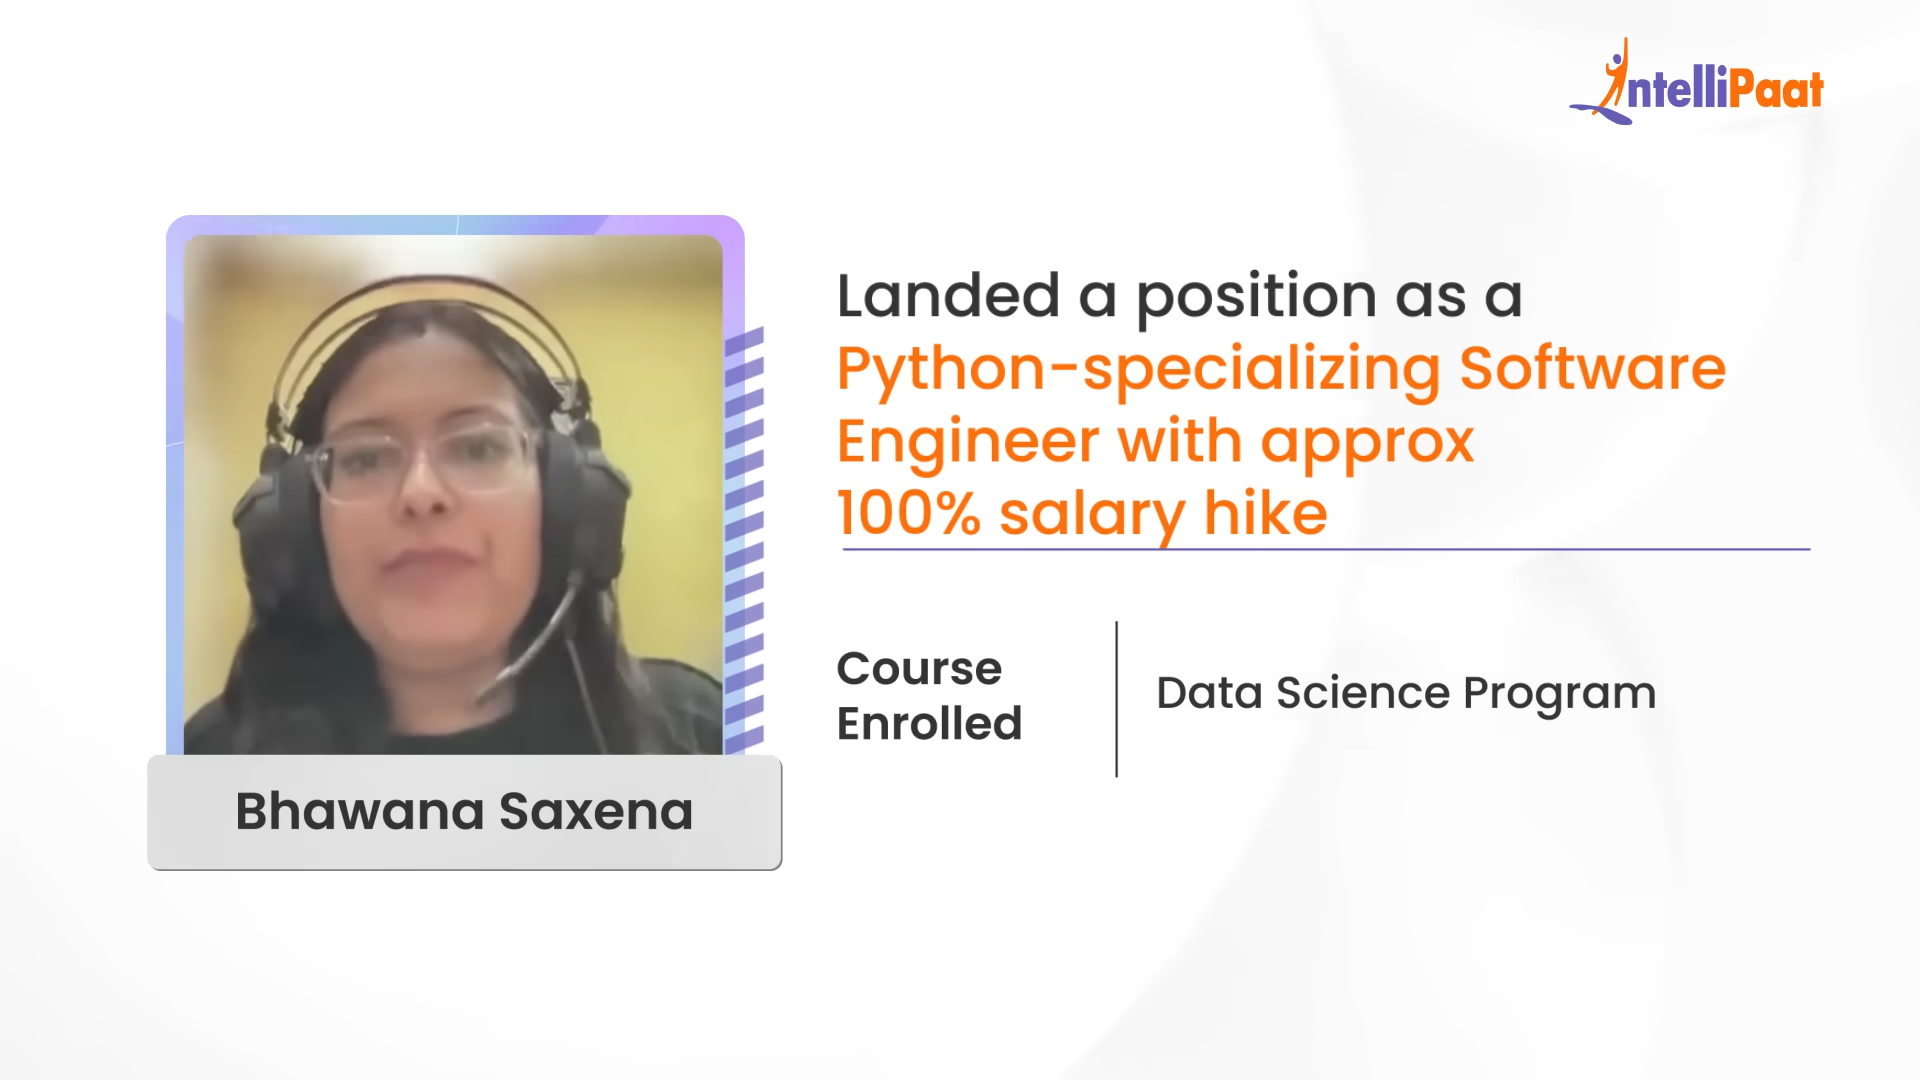 IntelliPaat
Landed a position as a
Python-specializing Software
Engineer with approx
100% salary hike
Course
Enrolled
Data Science Program
Bhawana Saxena